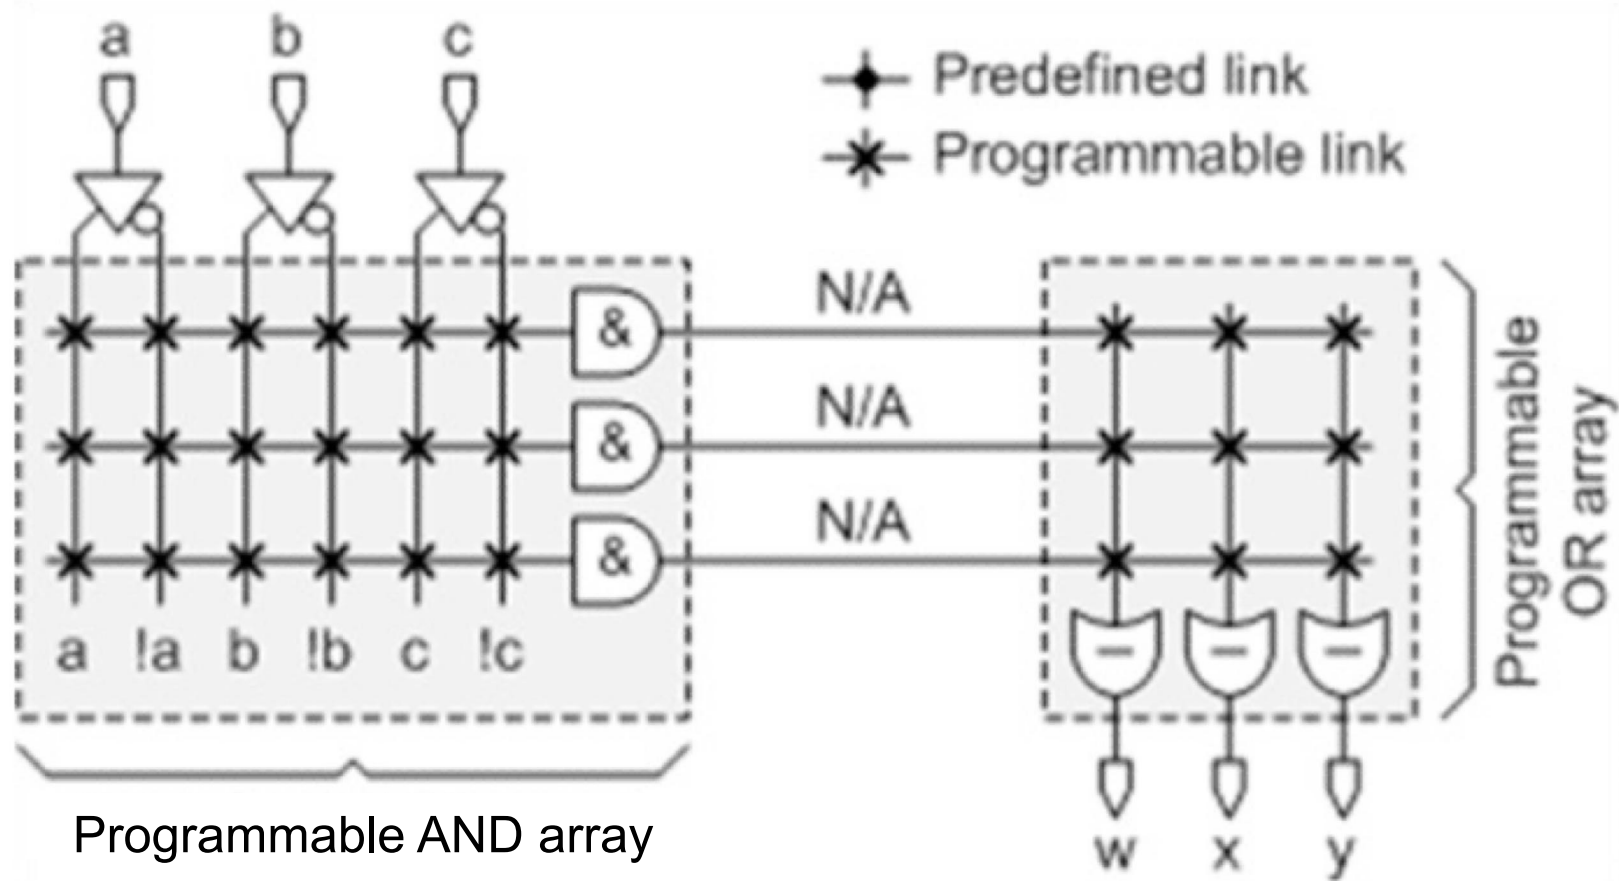 a b c
Predefined link
Programmable link
N/A
&
N/A
&
N/A
&
a !a b !b c !c
Programmable
OR array
Programmable AND array
w x y